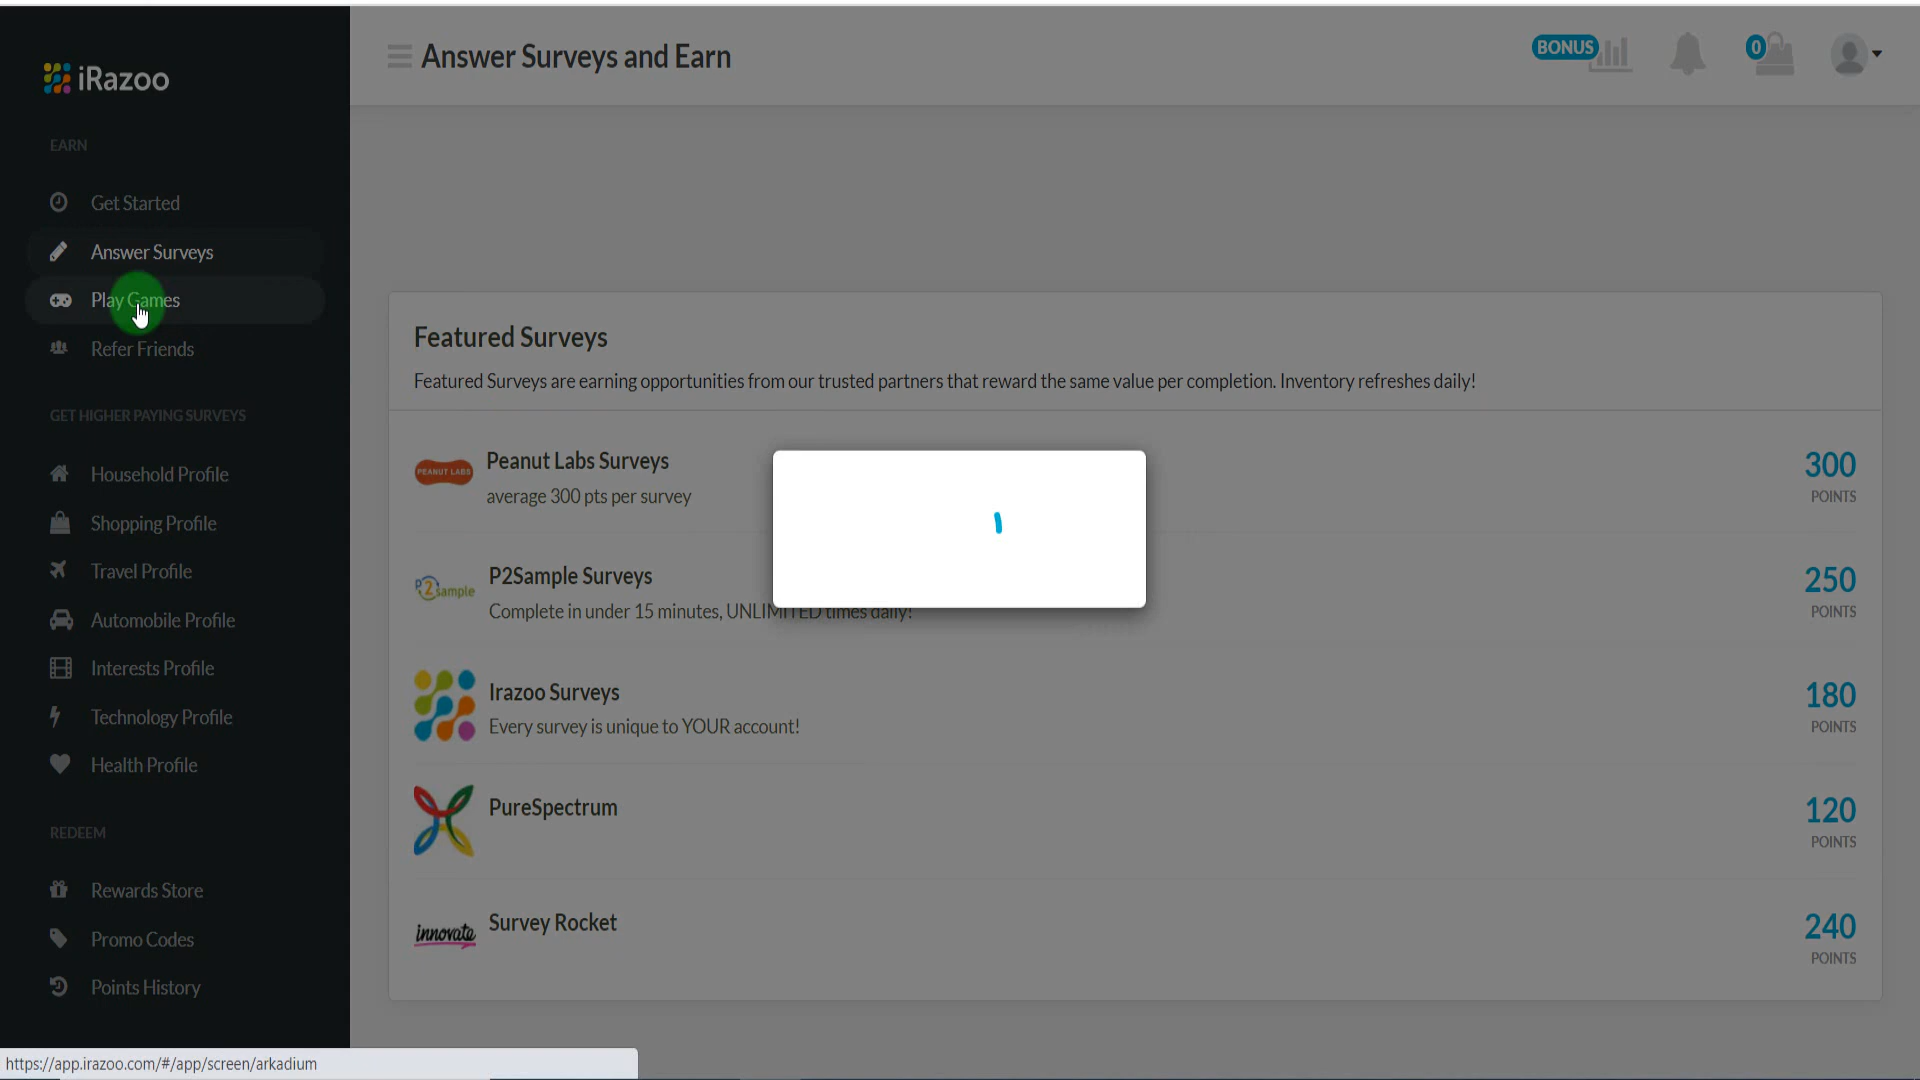 iRazoo
EARN
Get Started
Answer Surveys
Play Games
Refer Friends
GET HIGHER PAYING SURVEYS
Household Profile
Shopping Profile
Travel Profile
Automobile Profile
Interests Profile
Technology Profile
Health Profile
REDEEM
Rewards Store
Promo Codes
Points History
https://app.irazoo.com/#/app/screen/arkadium
Answer Surveys and Earn
BONUS
0
Featured Surveys
Featured Surveys are earning opportunities from our trusted partners that reward the same value per completion. Inventory refreshes daily!
PEANUT LABS
Peanut Labs Surveys
average 300 pts per survey
300
POINTS
P2Sample
P2Sample Surveys
Complete in under 15 minutes, UNLIMITED times daily!
250
POINTS
Irazoo Surveys
Every survey is unique to YOUR account!
180
POINTS
PureSpectrum
120
POINTS
innovate
Survey Rocket
240
POINTS